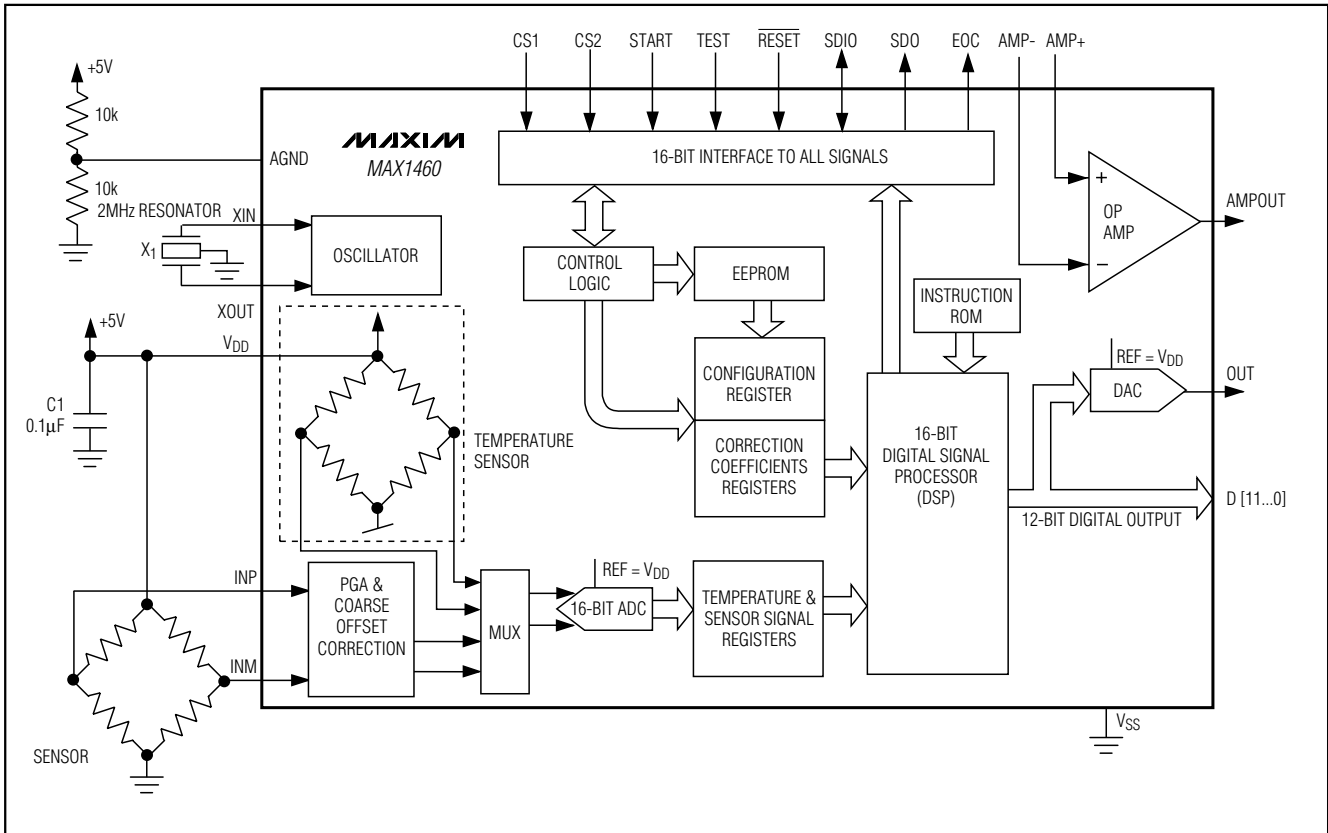 CS1 CS2 START TEST RESET SDIO SDO EOC AMP- AMP+
+5V
10k
AGND
10k
2MHz RESONATOR
XIN
X1
XOUT
MAXIM
MAX1460
16-BIT INTERFACE TO ALL SIGNALS
+
OP
AMP
−
AMPOUT
OSCILLATOR
CONTROL
LOGIC
EEPROM
INSTRUCTION
ROM
+5V
VDD
C1
0.1µF
TEMPERATURE
SENSOR
CONFIGURATION
REGISTER
CORRECTION
COEFFICIENTS
REGISTERS
16-BIT
DIGITAL SIGNAL
PROCESSOR
(DSP)
REF = VDD
DAC
OUT
12-BIT DIGITAL OUTPUT
D [11...0]
INP
INM
PGA &
COARSE
OFFSET
CORRECTION
MUX
REF = VDD
16-BIT ADC
TEMPERATURE &
SENSOR SIGNAL
REGISTERS
SENSOR
VSS